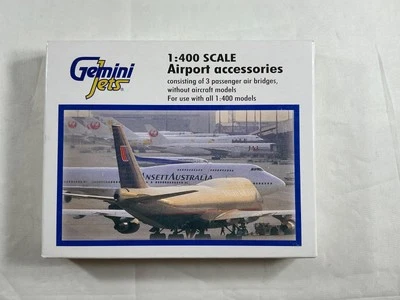 Gemini
Jets
1:400 SCALE
Airport accessories
consisting of 3 passenger air bridges,
without aircraft models
For use with all 1:400 models
ANSETT AUSTRALIA
JAL